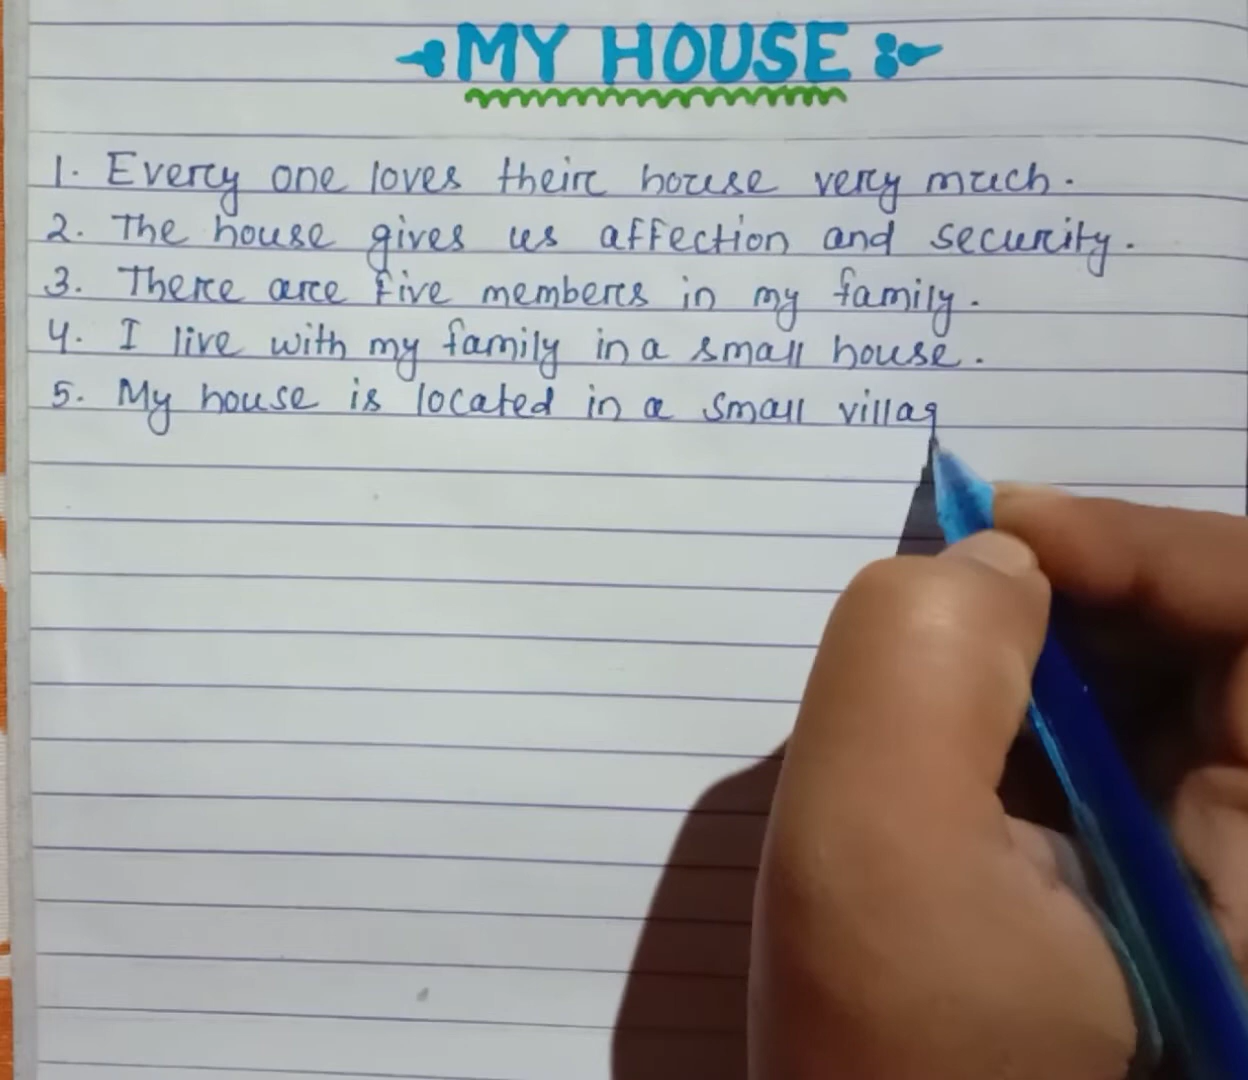 MY HOUSE
1. Every one loves their house very much.
2. The house gives us affection and security.
3. There are five members in my family.
4. I live with my family in a small house.
5. My house is located in a small villag